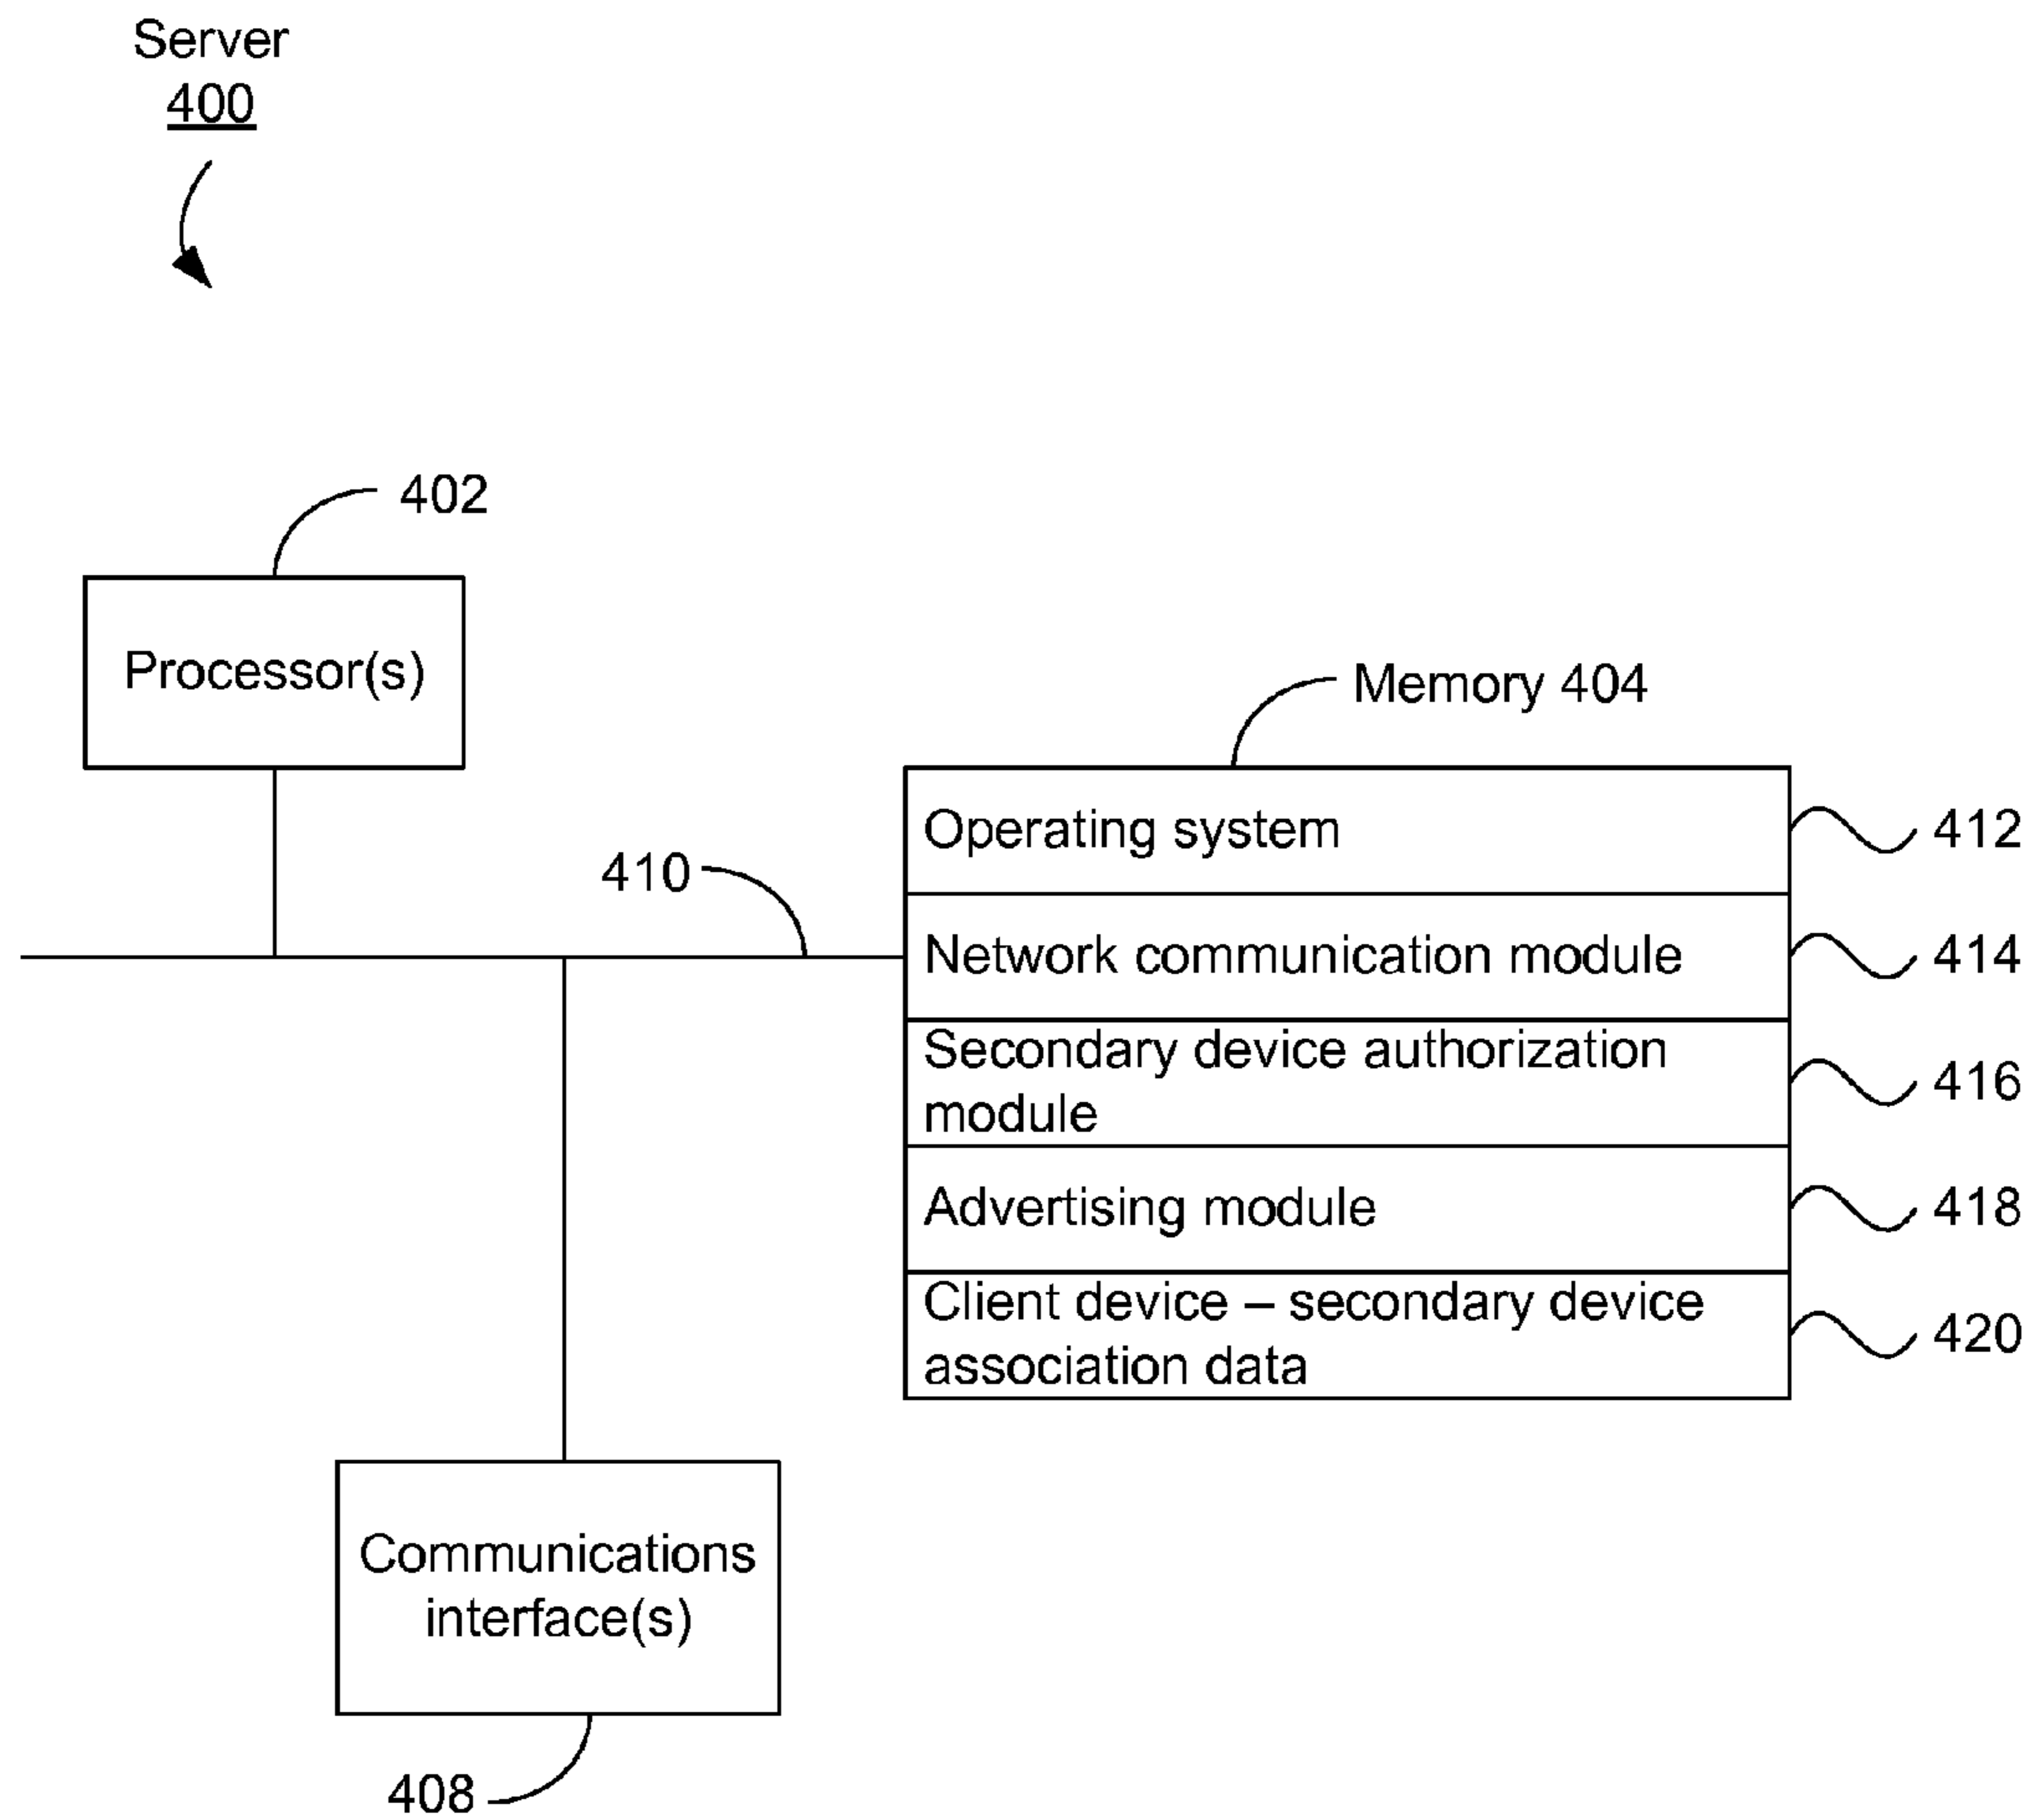 Server
400
402
Processor(s)
Memory 404
Operating system
412
410
Network communication module
414
Secondary device authorization
module
416
Advertising module
418
Client device – secondary device
association data
420
Communications
interface(s)
408